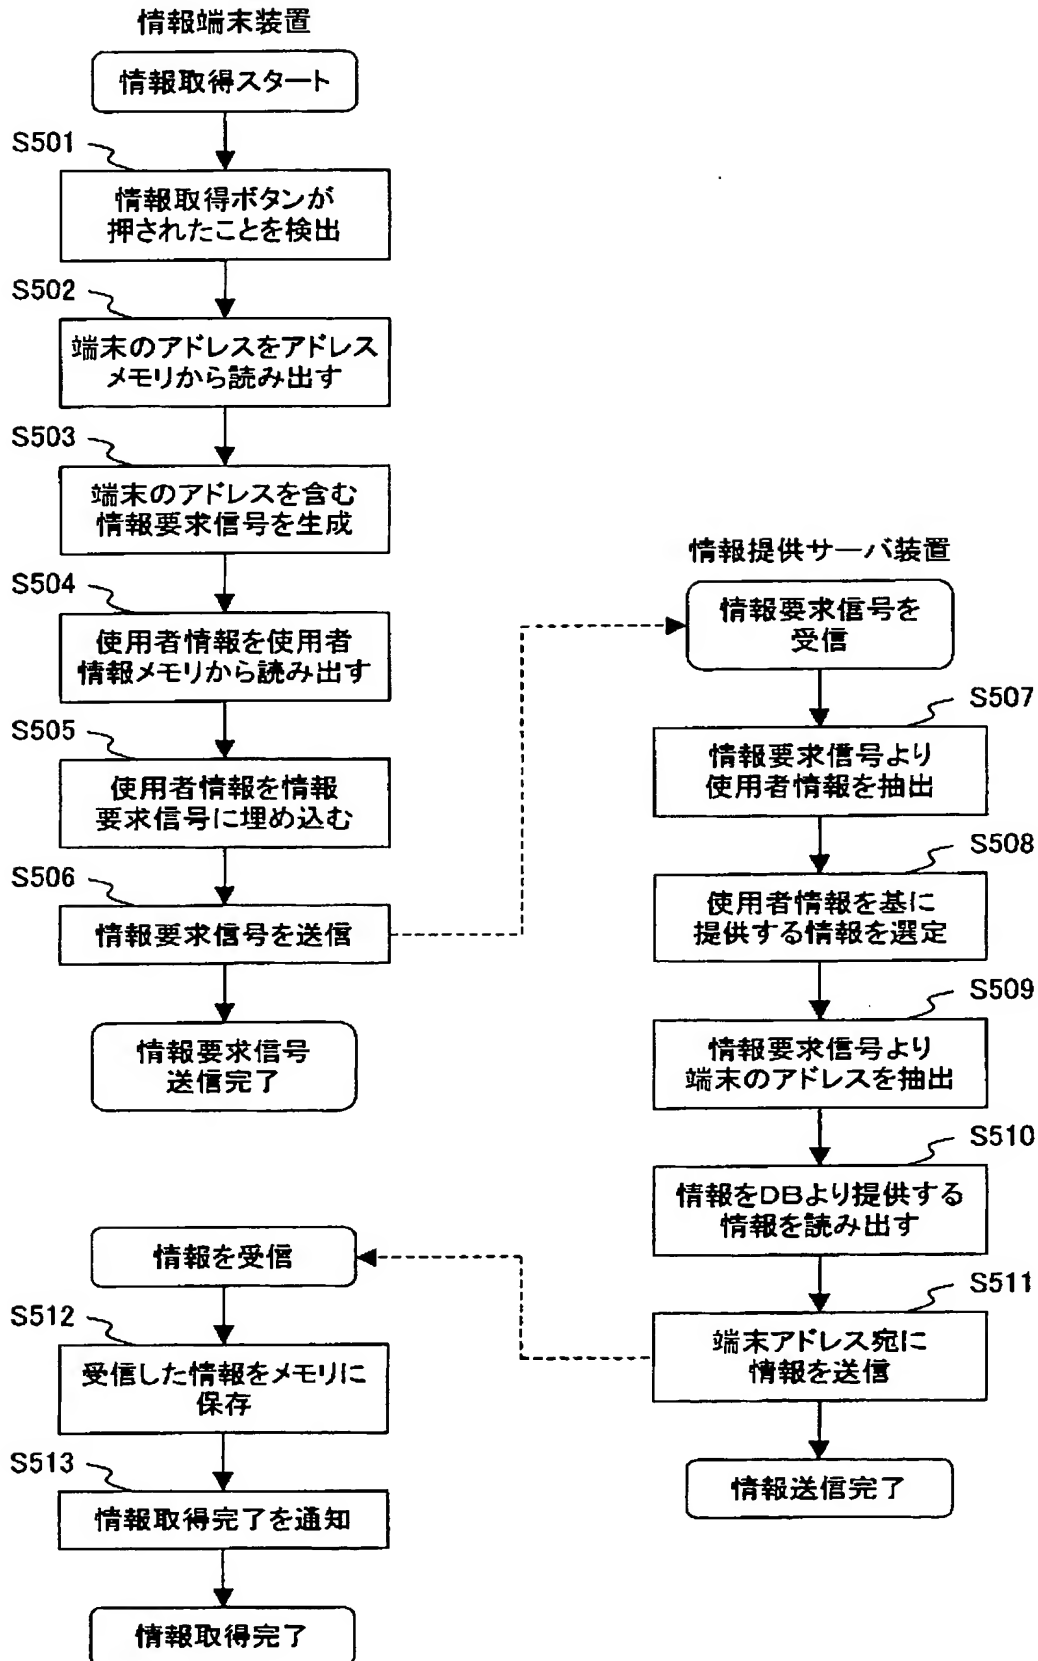 情報端末装置
情報取得スタート
S501
情報取得ボタンが
押されたことを検出
S502
端末のアドレスをアドレス
メモリから読み出す
S503
端末のアドレスを含む
情報要求信号を生成
S504
使用者情報を使用者
情報メモリから読み出す
S505
使用者情報を情報
要求信号に埋め込む
S506
情報要求信号を送信
情報要求信号
送信完了
情報提供サーバ装置
情報要求信号を
受信
S507
情報要求信号より
使用者情報を抽出
S508
使用者情報を基に
提供する情報を選定
S509
情報要求信号より
端末のアドレスを抽出
S510
情報をDBより提供する
情報を読み出す
S511
端末アドレス宛に
情報を送信
情報送信完了
情報を受信
S512
受信した情報をメモリに
保存
S513
情報取得完了を通知
情報取得完了